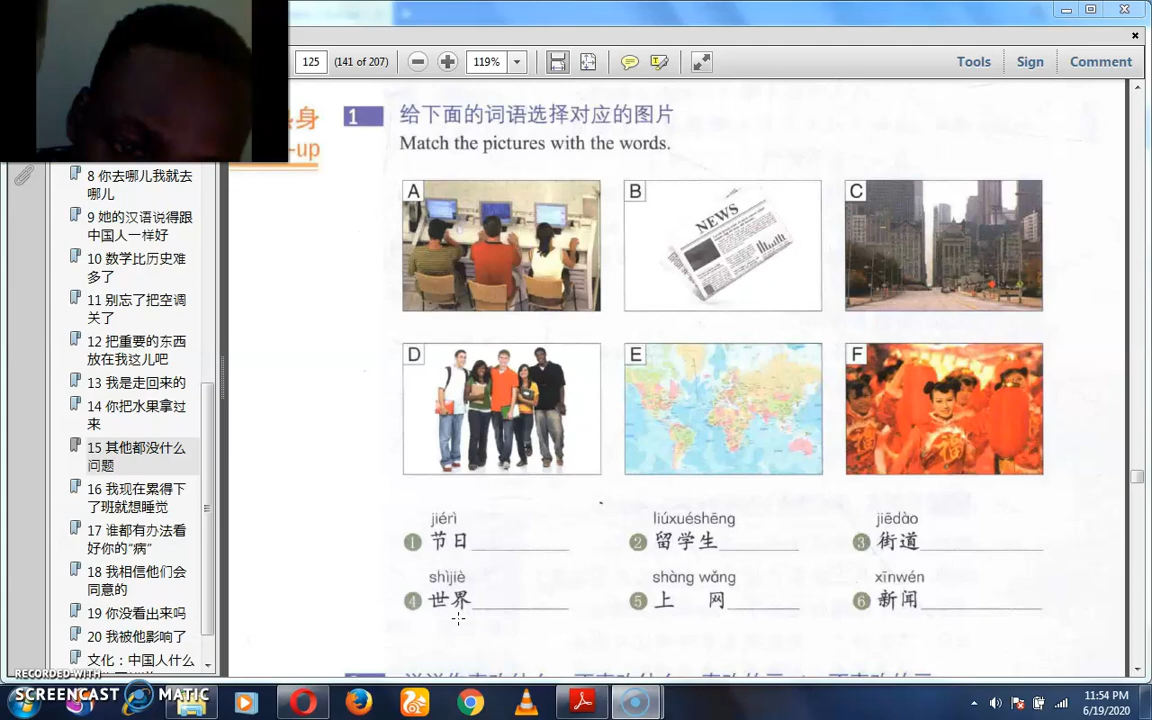 125 (141 of 207) 119% Tools Sign Comment
身
-up
8 你去哪儿我就去
哪儿
9 她的汉语说得跟
中国人一样好
10 数学比历史难
多了
11 别忘了把空调
关了
12 把重要的东西
放在我这儿吧
13 我是走回来的
14 你把水果拿过
来
15 其他都没什么
问题
16 我现在累得下
了班就想睡觉
17 谁都有办法看
好你的“病”
18 我相信他们会
同意的
19 你没看出来吗
20 我被他影响了
文化：中国人什么
1 给下面的词语选择对应的图片
Match the pictures with the words.
A B C
NEWS
D E F
福
jiérì liúxuéshēng jiēdào
1 节日 2 留学生 3 街道
shìjiè shàng wǎng xīnwén
4 世界 5 上 网 6 新闻
RECORDED WITH
SCREENCAST MATIC
11:54 PM
6/19/2020